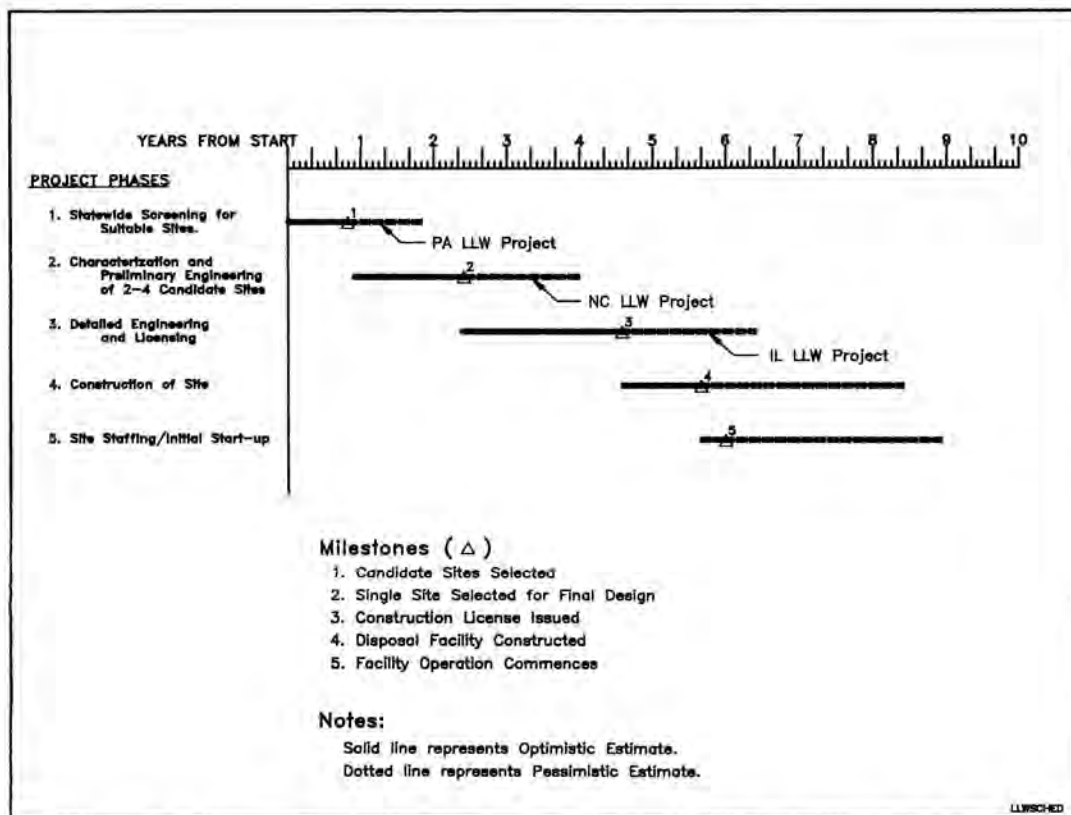 YEARS FROM START 1 2 3 4 5 6 7 8 9 10
PROJECT PHASES
1. Statewide Screening for
Suitable Sites.
1
PA LLW Project
2. Characterization and
Preliminary Engineering
of 2-4 Candidate Sites
2
NC LLW Project
3. Detailed Engineering
and Licensing
3
IL LLW Project
4. Construction of Site
4
5. Site Staffing/Initial Start-up
5
Milestones (△)
1. Candidate Sites Selected
2. Single Site Selected for Final Design
3. Construction License Issued
4. Disposal Facility Constructed
5. Facility Operation Commences
Notes:
Solid line represents Optimistic Estimate.
Dotted line represents Pessimistic Estimate.
LLWSCHED